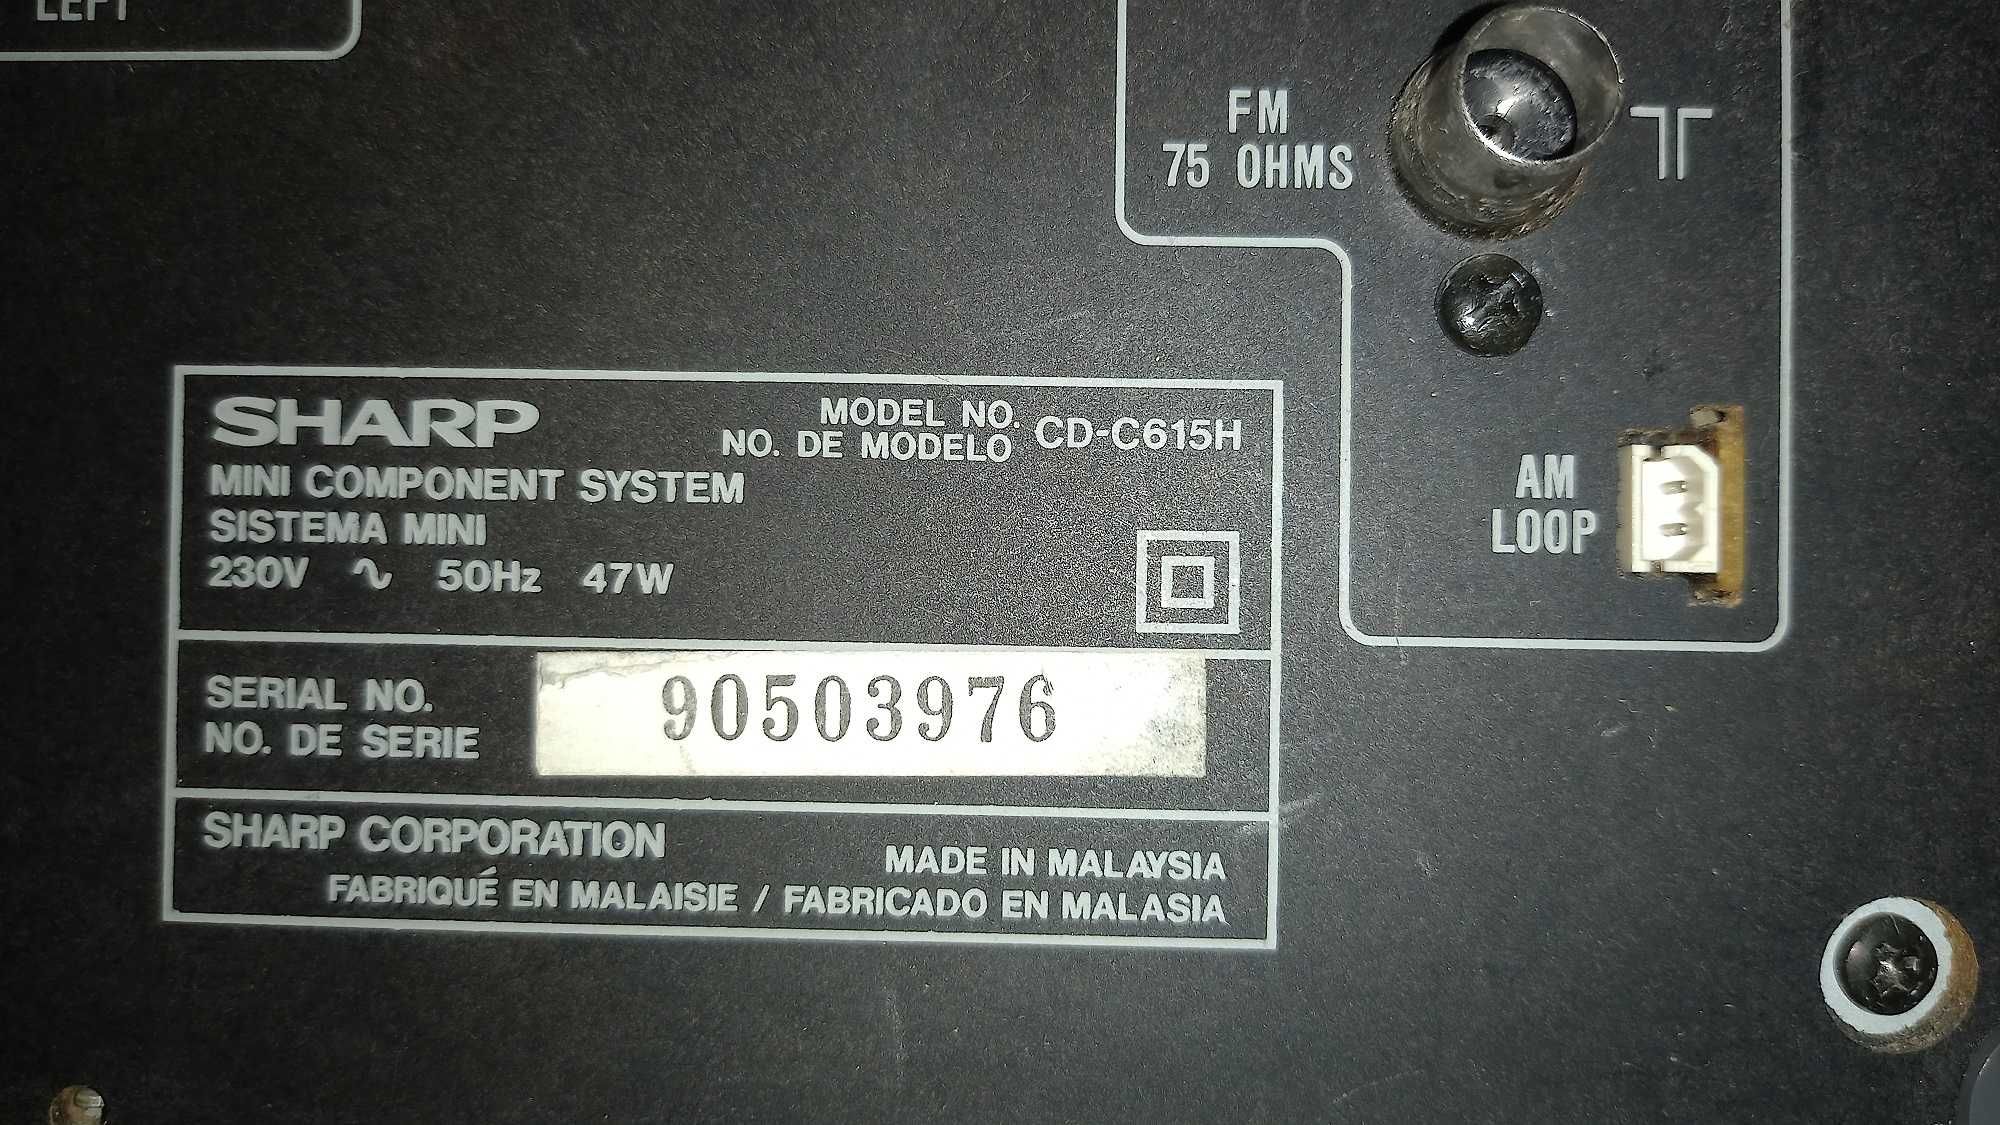 LEFT
FM
75 OHMS
AM
LOOP
SHARP
MODEL NO.
NO. DE MODELO
CD-C615H
MINI COMPONENT SYSTEM
SISTEMA MINI
230V ∿ 50Hz 47W
SERIAL NO.
NO. DE SERIE
90503976
SHARP CORPORATION
MADE IN MALAYSIA
FABRIQUÉ EN MALAISIE / FABRICADO EN MALASIA